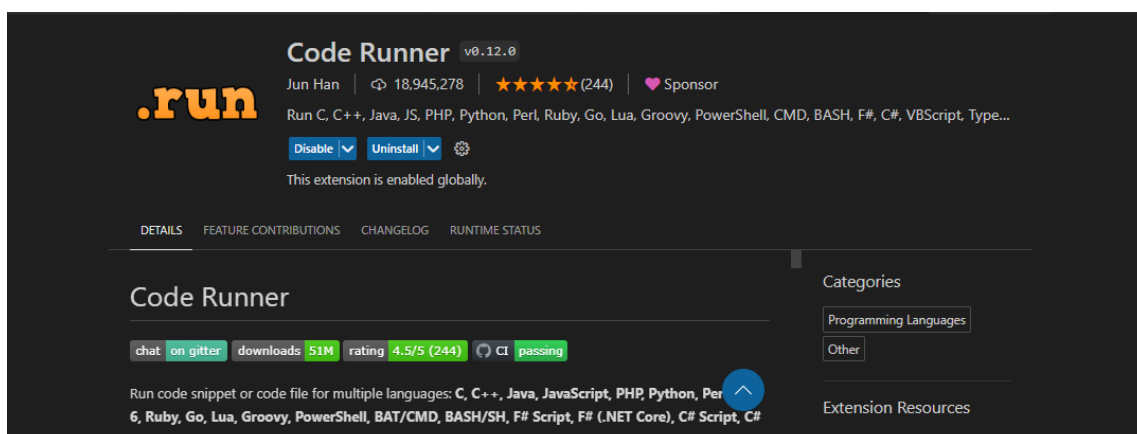 Code Runner v0.12.0
.run
Jun Han 18,945,278 (244) Sponsor
Run C, C++, Java, JS, PHP, Python, Perl, Ruby, Go, Lua, Groovy, PowerShell, CMD, BASH, F#, C#, VBScript, Type...
Disable Uninstall
This extension is enabled globally.
DETAILS FEATURE CONTRIBUTIONS CHANGELOG RUNTIME STATUS
Code Runner
chat on gitter downloads 51M rating 4.5/5 (244) CI passing
Run code snippet or code file for multiple languages: C, C++, Java, JavaScript, PHP, Python, Per
6, Ruby, Go, Lua, Groovy, PowerShell, BAT/CMD, BASH/SH, F# Script, F# (.NET Core), C# Script, C#
Categories
Programming Languages
Other
Extension Resources